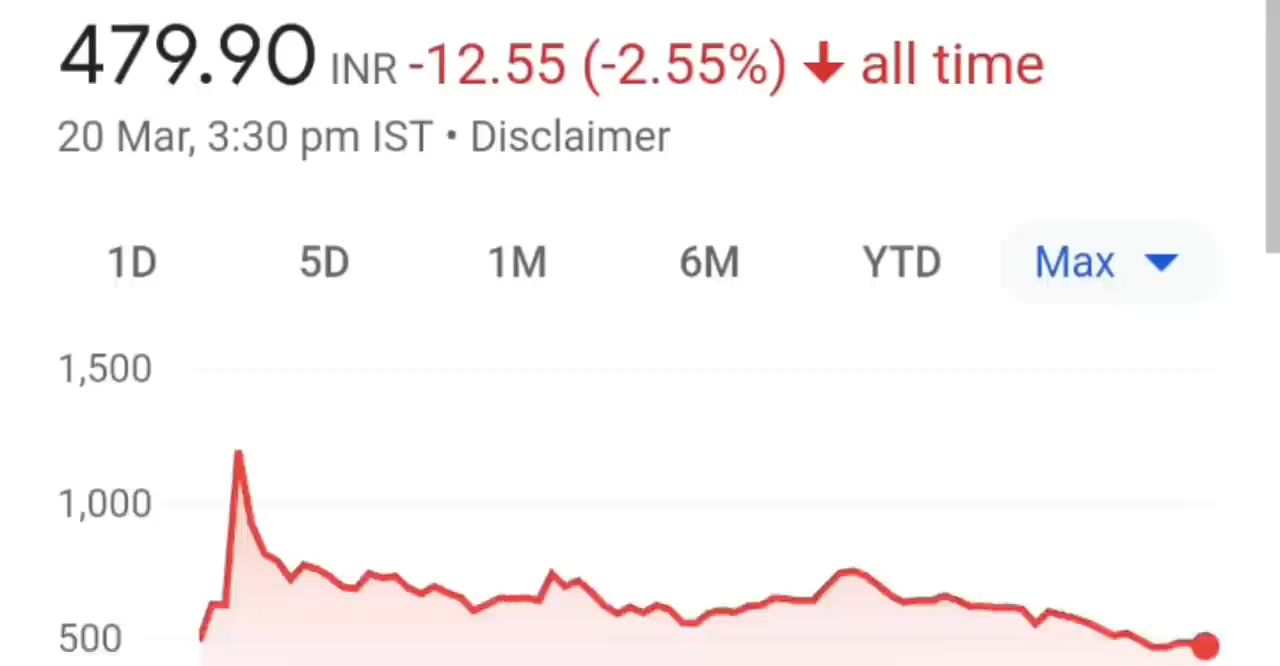 479.90 INR -12.55 (-2.55%) ↓ all time
20 Mar, 3:30 pm IST • Disclaimer
1D 5D 1M 6M YTD Max
1,500
1,000
500